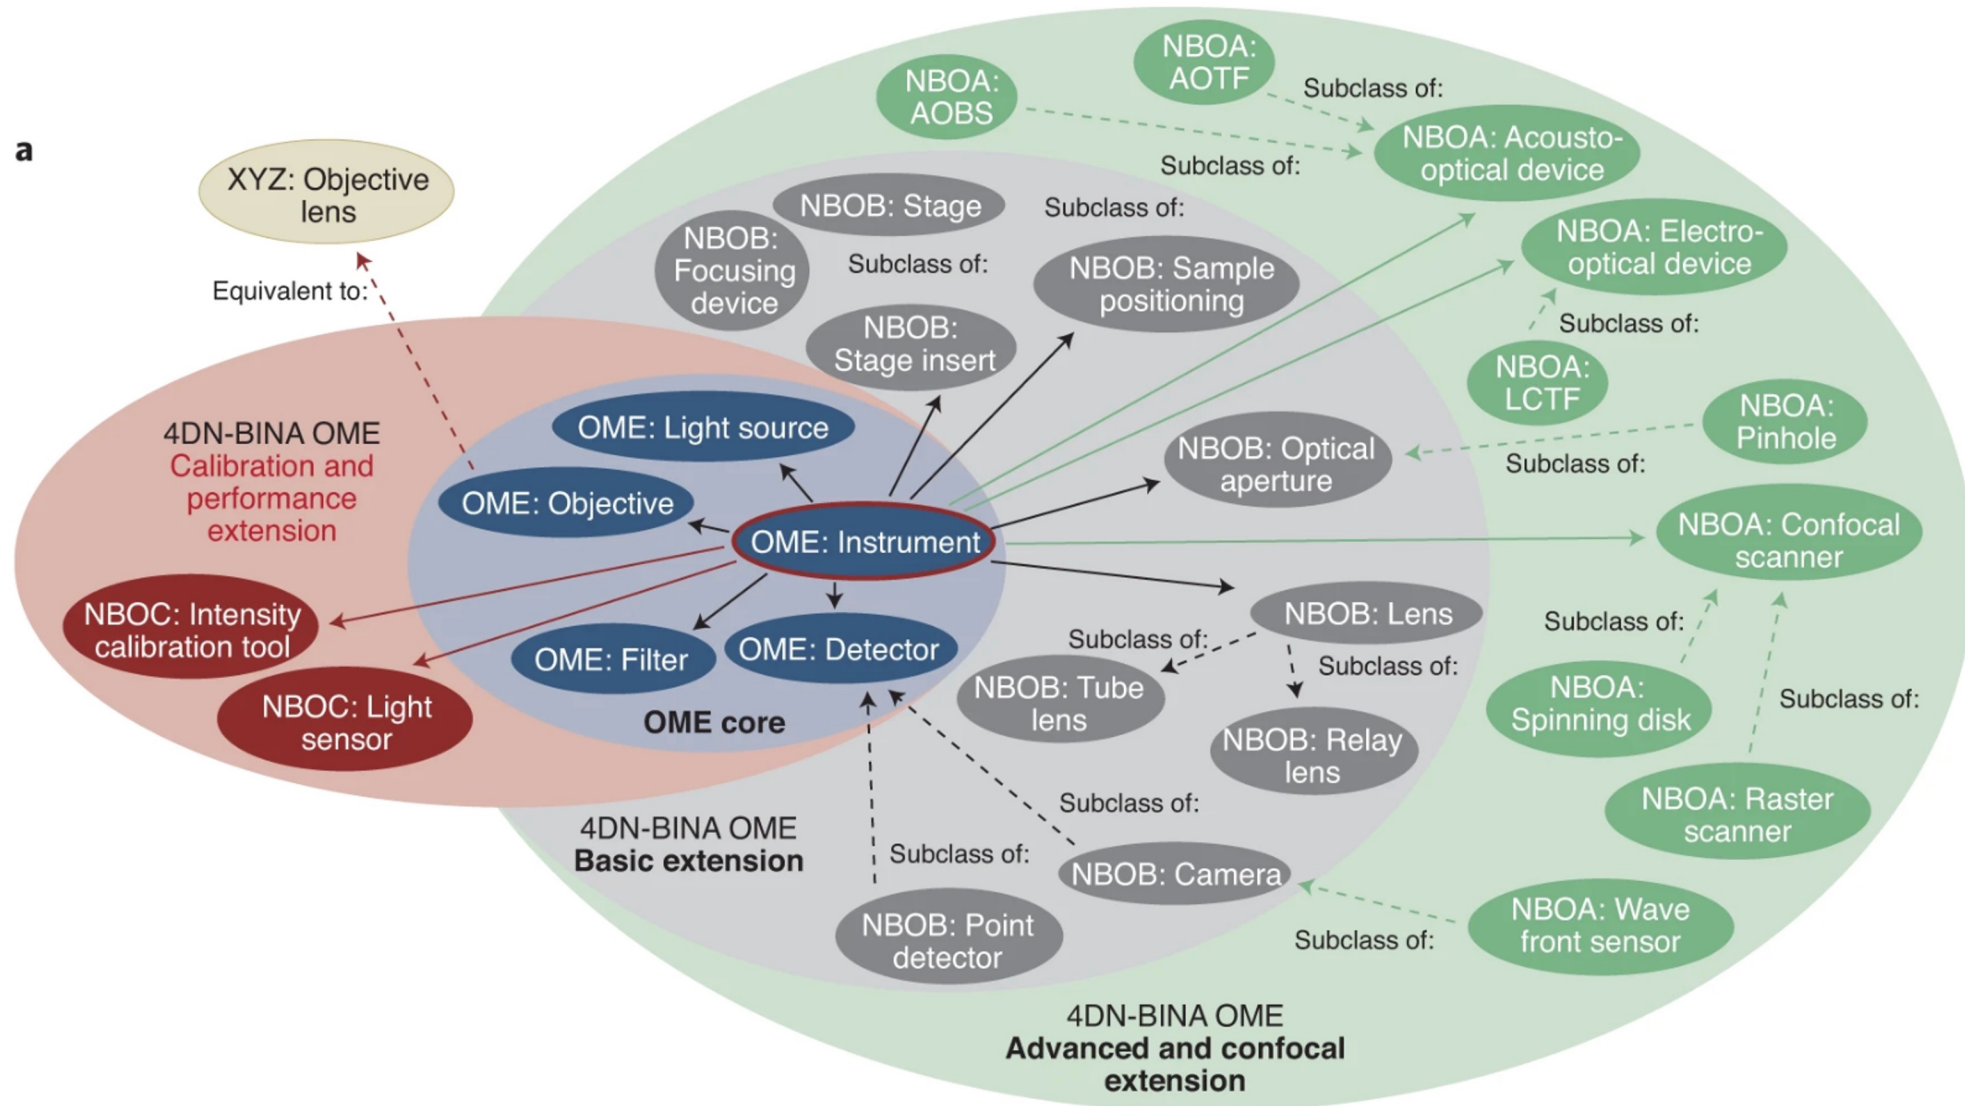 a
XYZ: Objective
lens
Equivalent to:
4DN-BINA OME
Calibration and
performance
extension
NBOC: Intensity
calibration tool
NBOC: Light
sensor
OME: Light source
OME: Objective
OME: Instrument
OME: Filter
OME: Detector
OME core
NBOB: Stage
NBOB:
Focusing
device
Subclass of:
NBOB:
Stage insert
Subclass of:
NBOB: Sample
positioning
NBOB: Optical
aperture
NBOB: Lens
Subclass of:
Subclass of:
NBOB: Tube
lens
NBOB: Relay
lens
Subclass of:
NBOB: Camera
Subclass of:
NBOB: Point
detector
4DN-BINA OME
Basic extension
NBOA:
AOBS
NBOA:
AOTF
Subclass of:
Subclass of:
NBOA: Acousto-
optical device
NBOA: Electro-
optical device
Subclass of:
NBOA:
LCTF
NBOA:
Pinhole
Subclass of:
NBOA: Confocal
scanner
Subclass of:
NBOA:
Spinning disk
Subclass of:
NBOA: Raster
scanner
NBOA: Wave
front sensor
Subclass of:
4DN-BINA OME
Advanced and confocal
extension